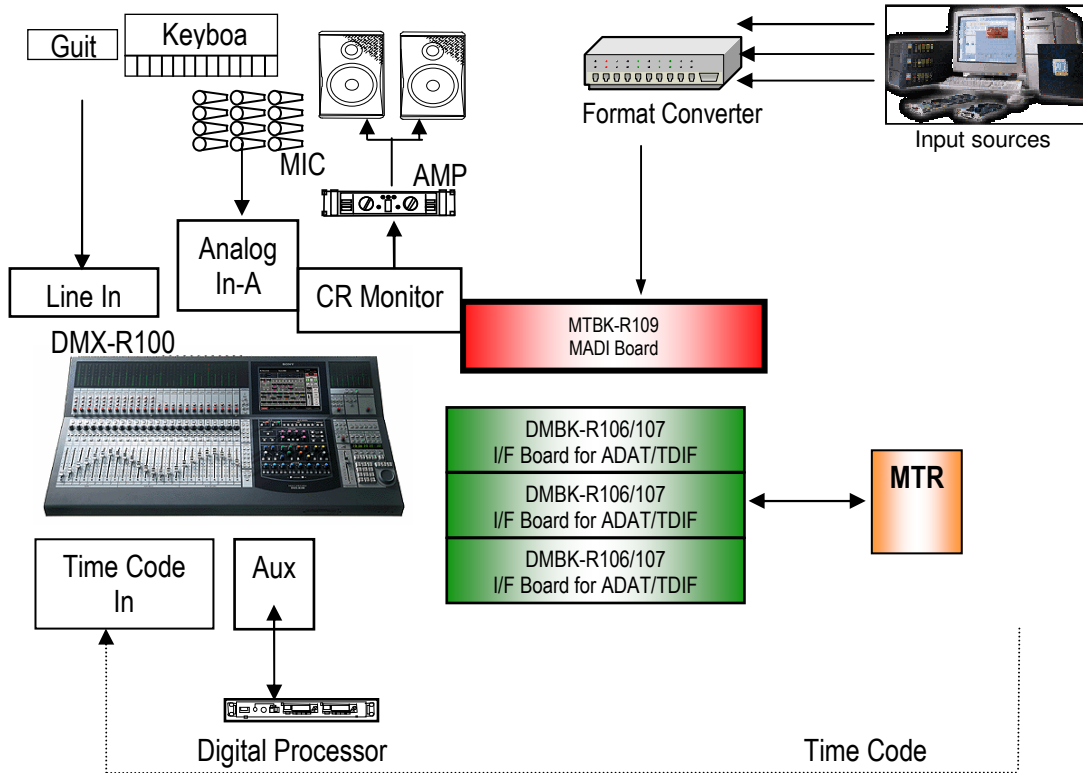 Guit
Keyboa
MIC
AMP
Format Converter
Input sources
Analog
In-A
Line In
CR Monitor
MTBK-R109
MADI Board
DMX-R100
DMBK-R106/107
I/F Board for ADAT/TDIF
DMBK-R106/107
I/F Board for ADAT/TDIF
DMBK-R106/107
I/F Board for ADAT/TDIF
MTR
Time Code
In
Aux
Digital Processor
Time Code